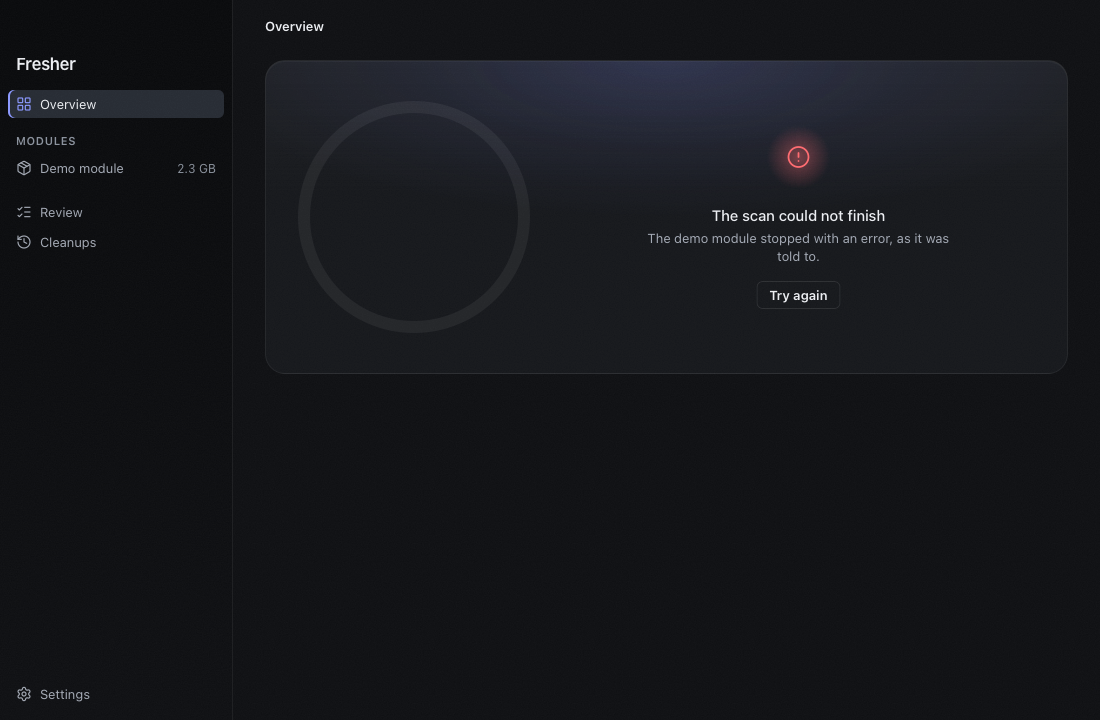 Overview
Fresher
Overview
MODULES
Demo module 2.3 GB
Review
Cleanups
The scan could not finish
The demo module stopped with an error, as it was
told to.
Try again
Settings